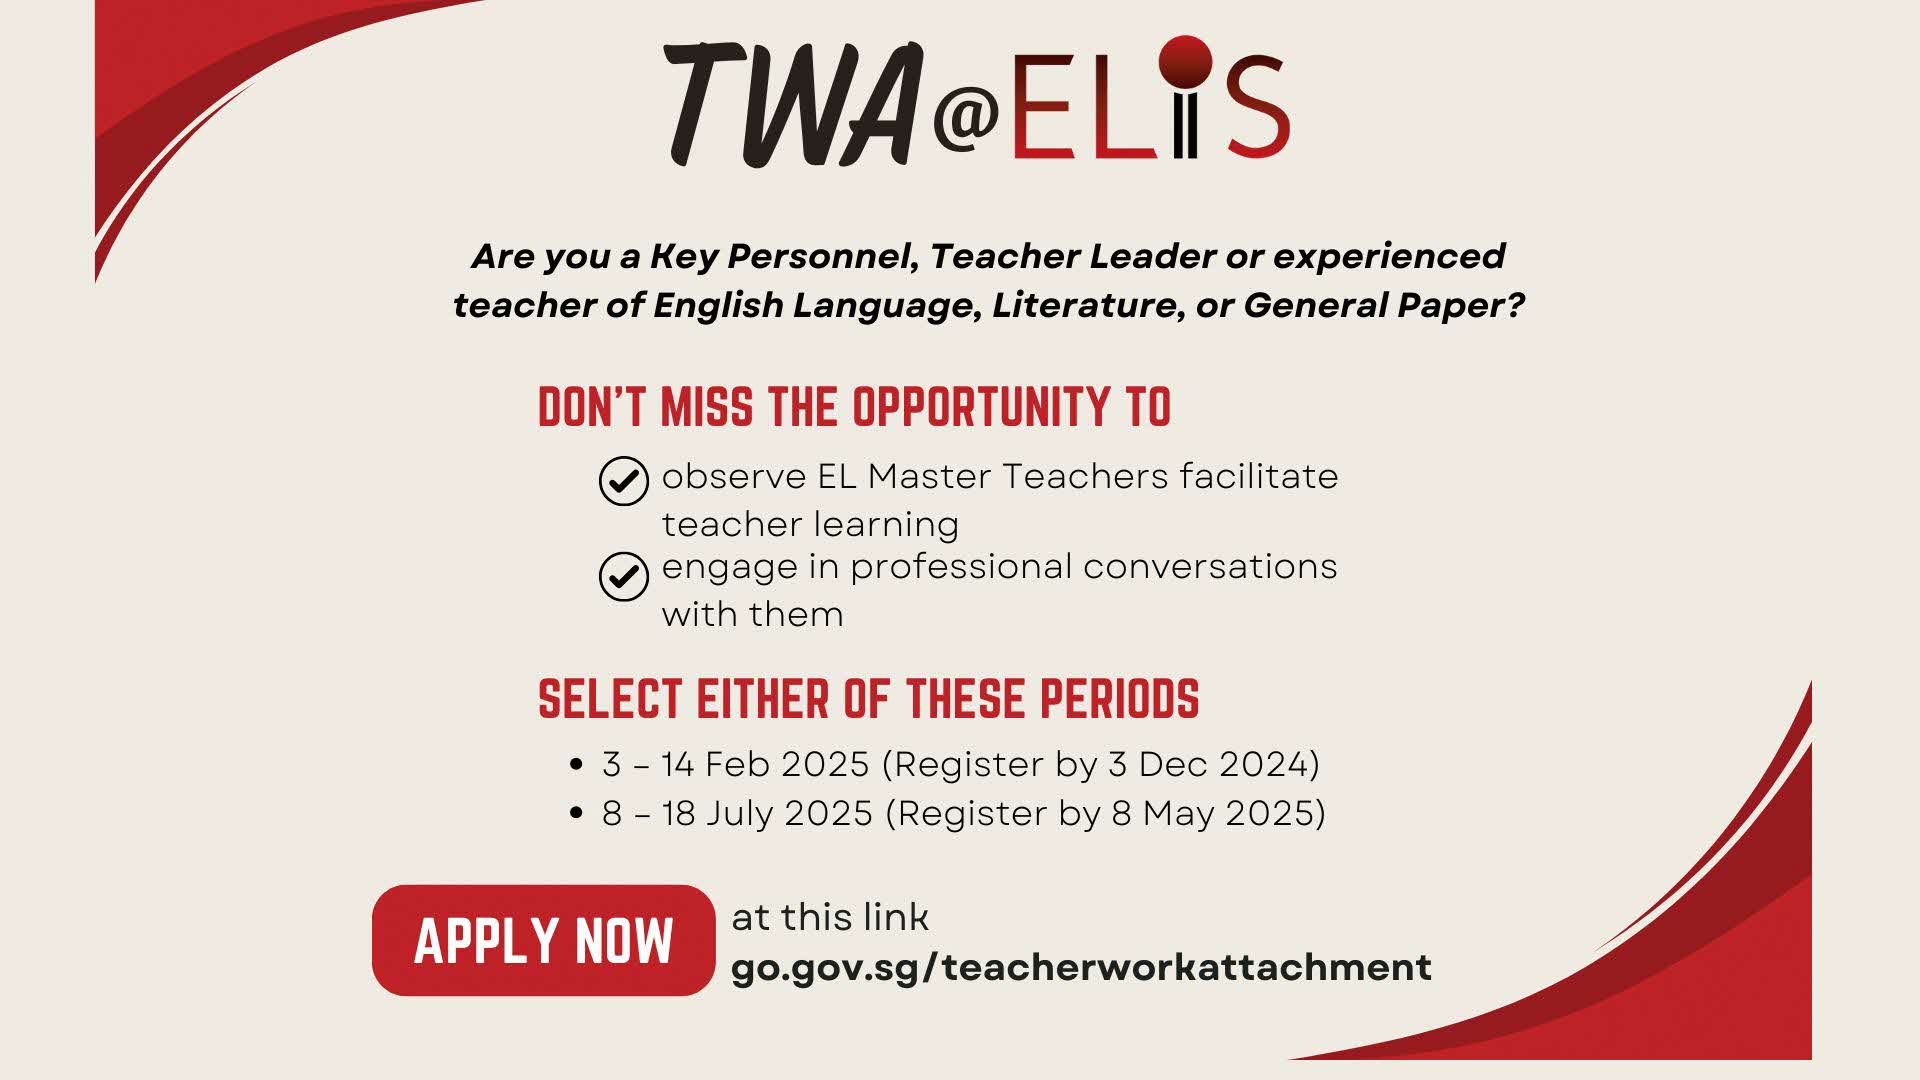 TWA@ELIS
Are you a Key Personnel, Teacher Leader or experienced
teacher of English Language, Literature, or General Paper?
DON'T MISS THE OPPORTUNITY TO
observe EL Master Teachers facilitate
teacher learning
engage in professional conversations
with them
SELECT EITHER OF THESE PERIODS
• 3 – 14 Feb 2025 (Register by 3 Dec 2024)
• 8 – 18 July 2025 (Register by 8 May 2025)
APPLY NOW
at this link
go.gov.sg/teacherworkattachment